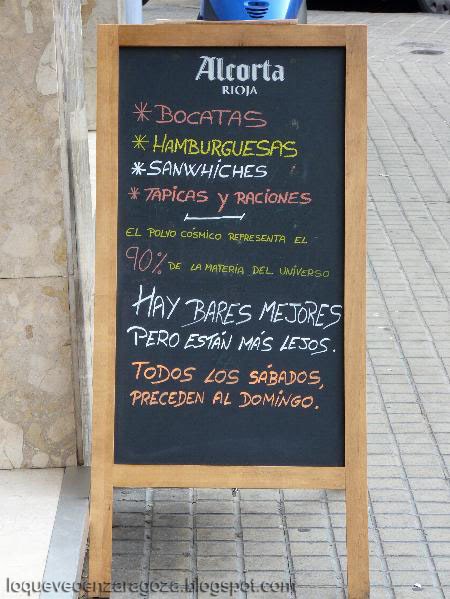 Alcorta
RIOJA
* BOCATAS
* HAMBURGUESAS
* SANWHICHES
* TAPICAS Y RACIONES
EL POLVO CÓSMICO REPRESENTA EL
90% DE LA MATERIA DEL UNIVERSO
HAY BARES MEJORES
PERO ESTÁN MÁS LEJOS.
TODOS LOS SÁBADOS,
PRECEDEN AL DOMINGO.
loqueveoenzaragoza.blogspot.com